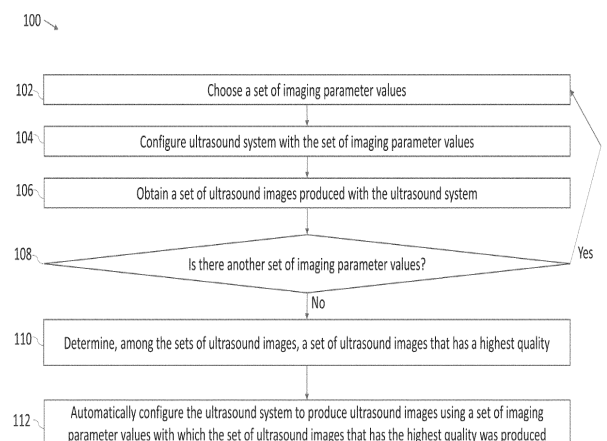 100
102
Choose a set of imaging parameter values
104
Configure ultrasound system with the set of imaging parameter values
106
Obtain a set of ultrasound images produced with the ultrasound system
108
Is there another set of imaging parameter values?
Yes
No
110
Determine, among the sets of ultrasound images, a set of ultrasound images that has a highest quality
112
Automatically configure the ultrasound system to produce ultrasound images using a set of imaging
parameter values with which the set of ultrasound images that has the highest quality was produced